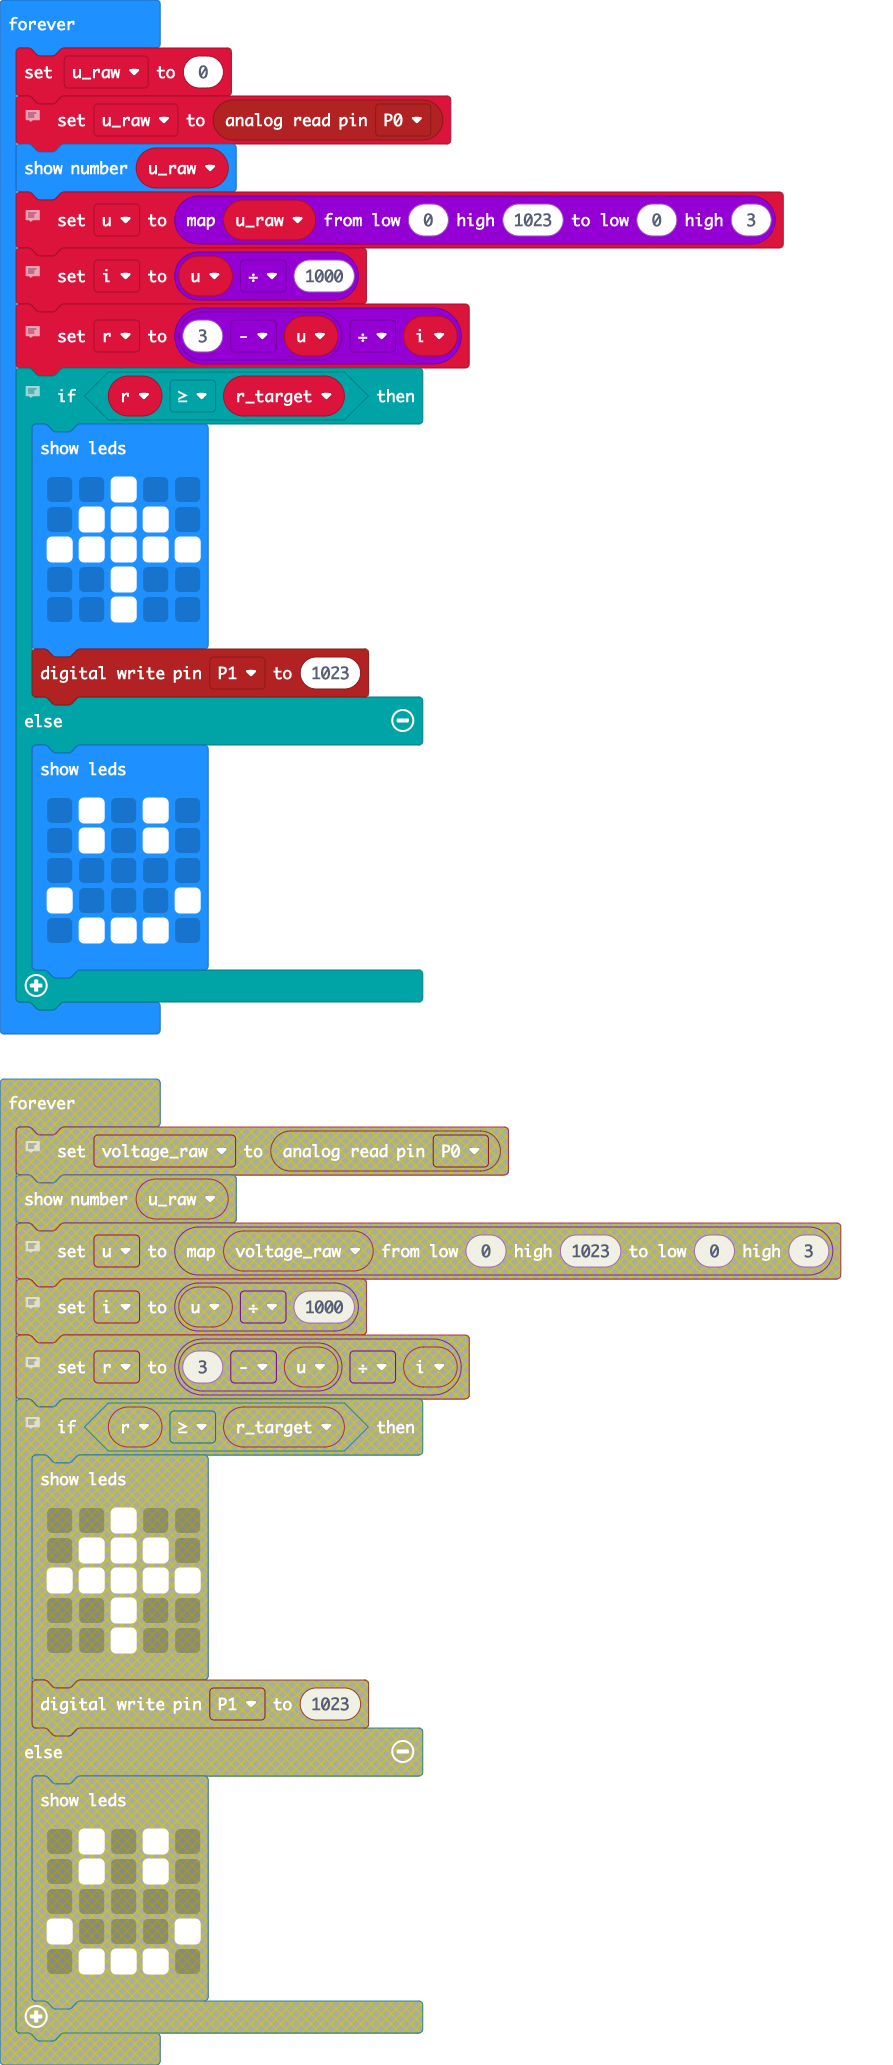 forever
set u_raw to 0
set u_raw to analog read pin P0
show number u_raw
set u to map u_raw from low 0 high 1023 to low 0 high 3
set i to u ÷ 1000
set r to 3 - u ÷ i
if r ≥ r_target then
show leds
digital write pin P1 to 1023
else
show leds
forever
set voltage_raw to analog read pin P0
show number u_raw
set u to map voltage_raw from low 0 high 1023 to low 0 high 3
set i to u ÷ 1000
set r to 3 - u ÷ i
if r ≥ r_target then
show leds
digital write pin P1 to 1023
else
show leds